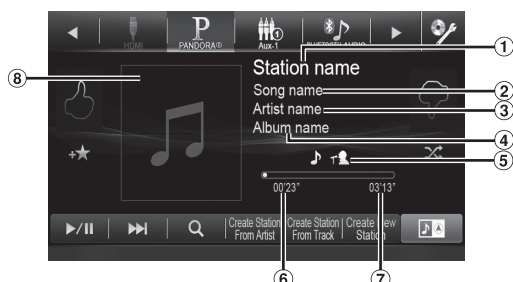 HDMI
P
PANDORA®
1
Aux-1
BLUETOOTH AUDIO
1
8
Station name
Song name
2
Artist name
3
Album name
4
5
00'23"
03'13"
Create Station From Artist
Create Station From Track
Create New Station
6
7